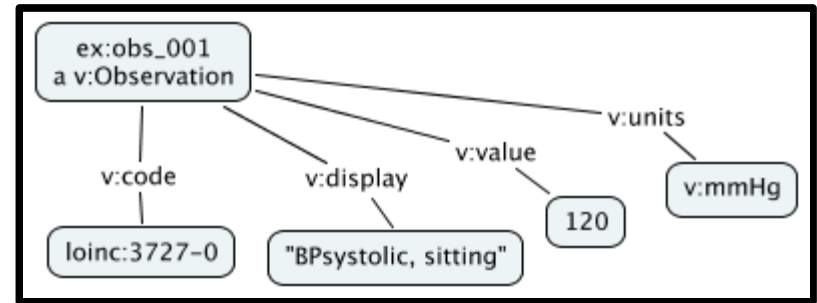 ex:obs_001
a v:Observation
v:units
v:value
v:code
v:display
v:mmHg
120
loinc:3727-0
"BPsystolic, sitting"